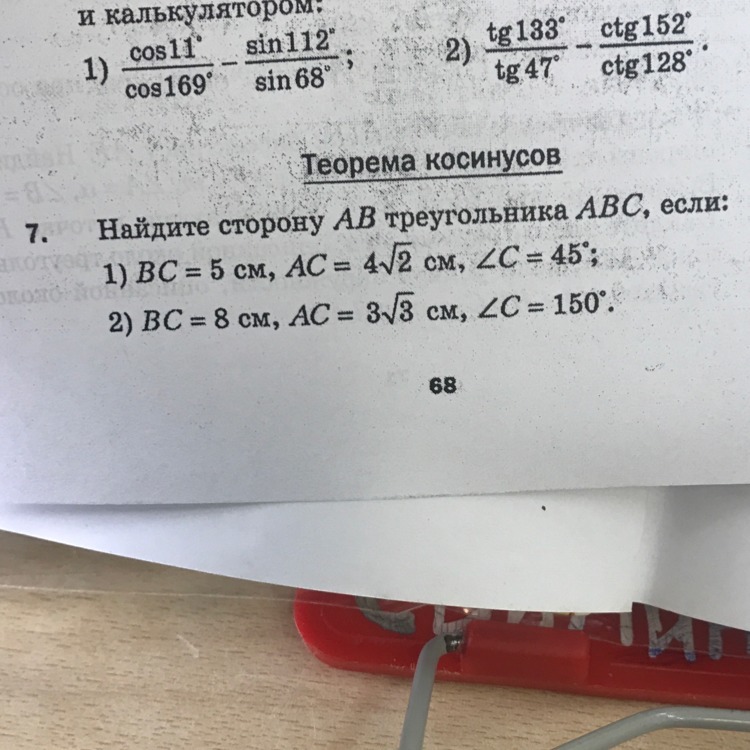 и калькулятором:
1) cos11°/cos169° − sin112°/sin68°; 2) tg133°/tg47° − ctg152°/ctg128°.
Теорема косинусов
7. Найдите сторону AB треугольника ABC, если:
1) BC = 5 см, AC = 4√2 см, ∠C = 45°;
2) BC = 8 см, AC = 3√3 см, ∠C = 150°.
68